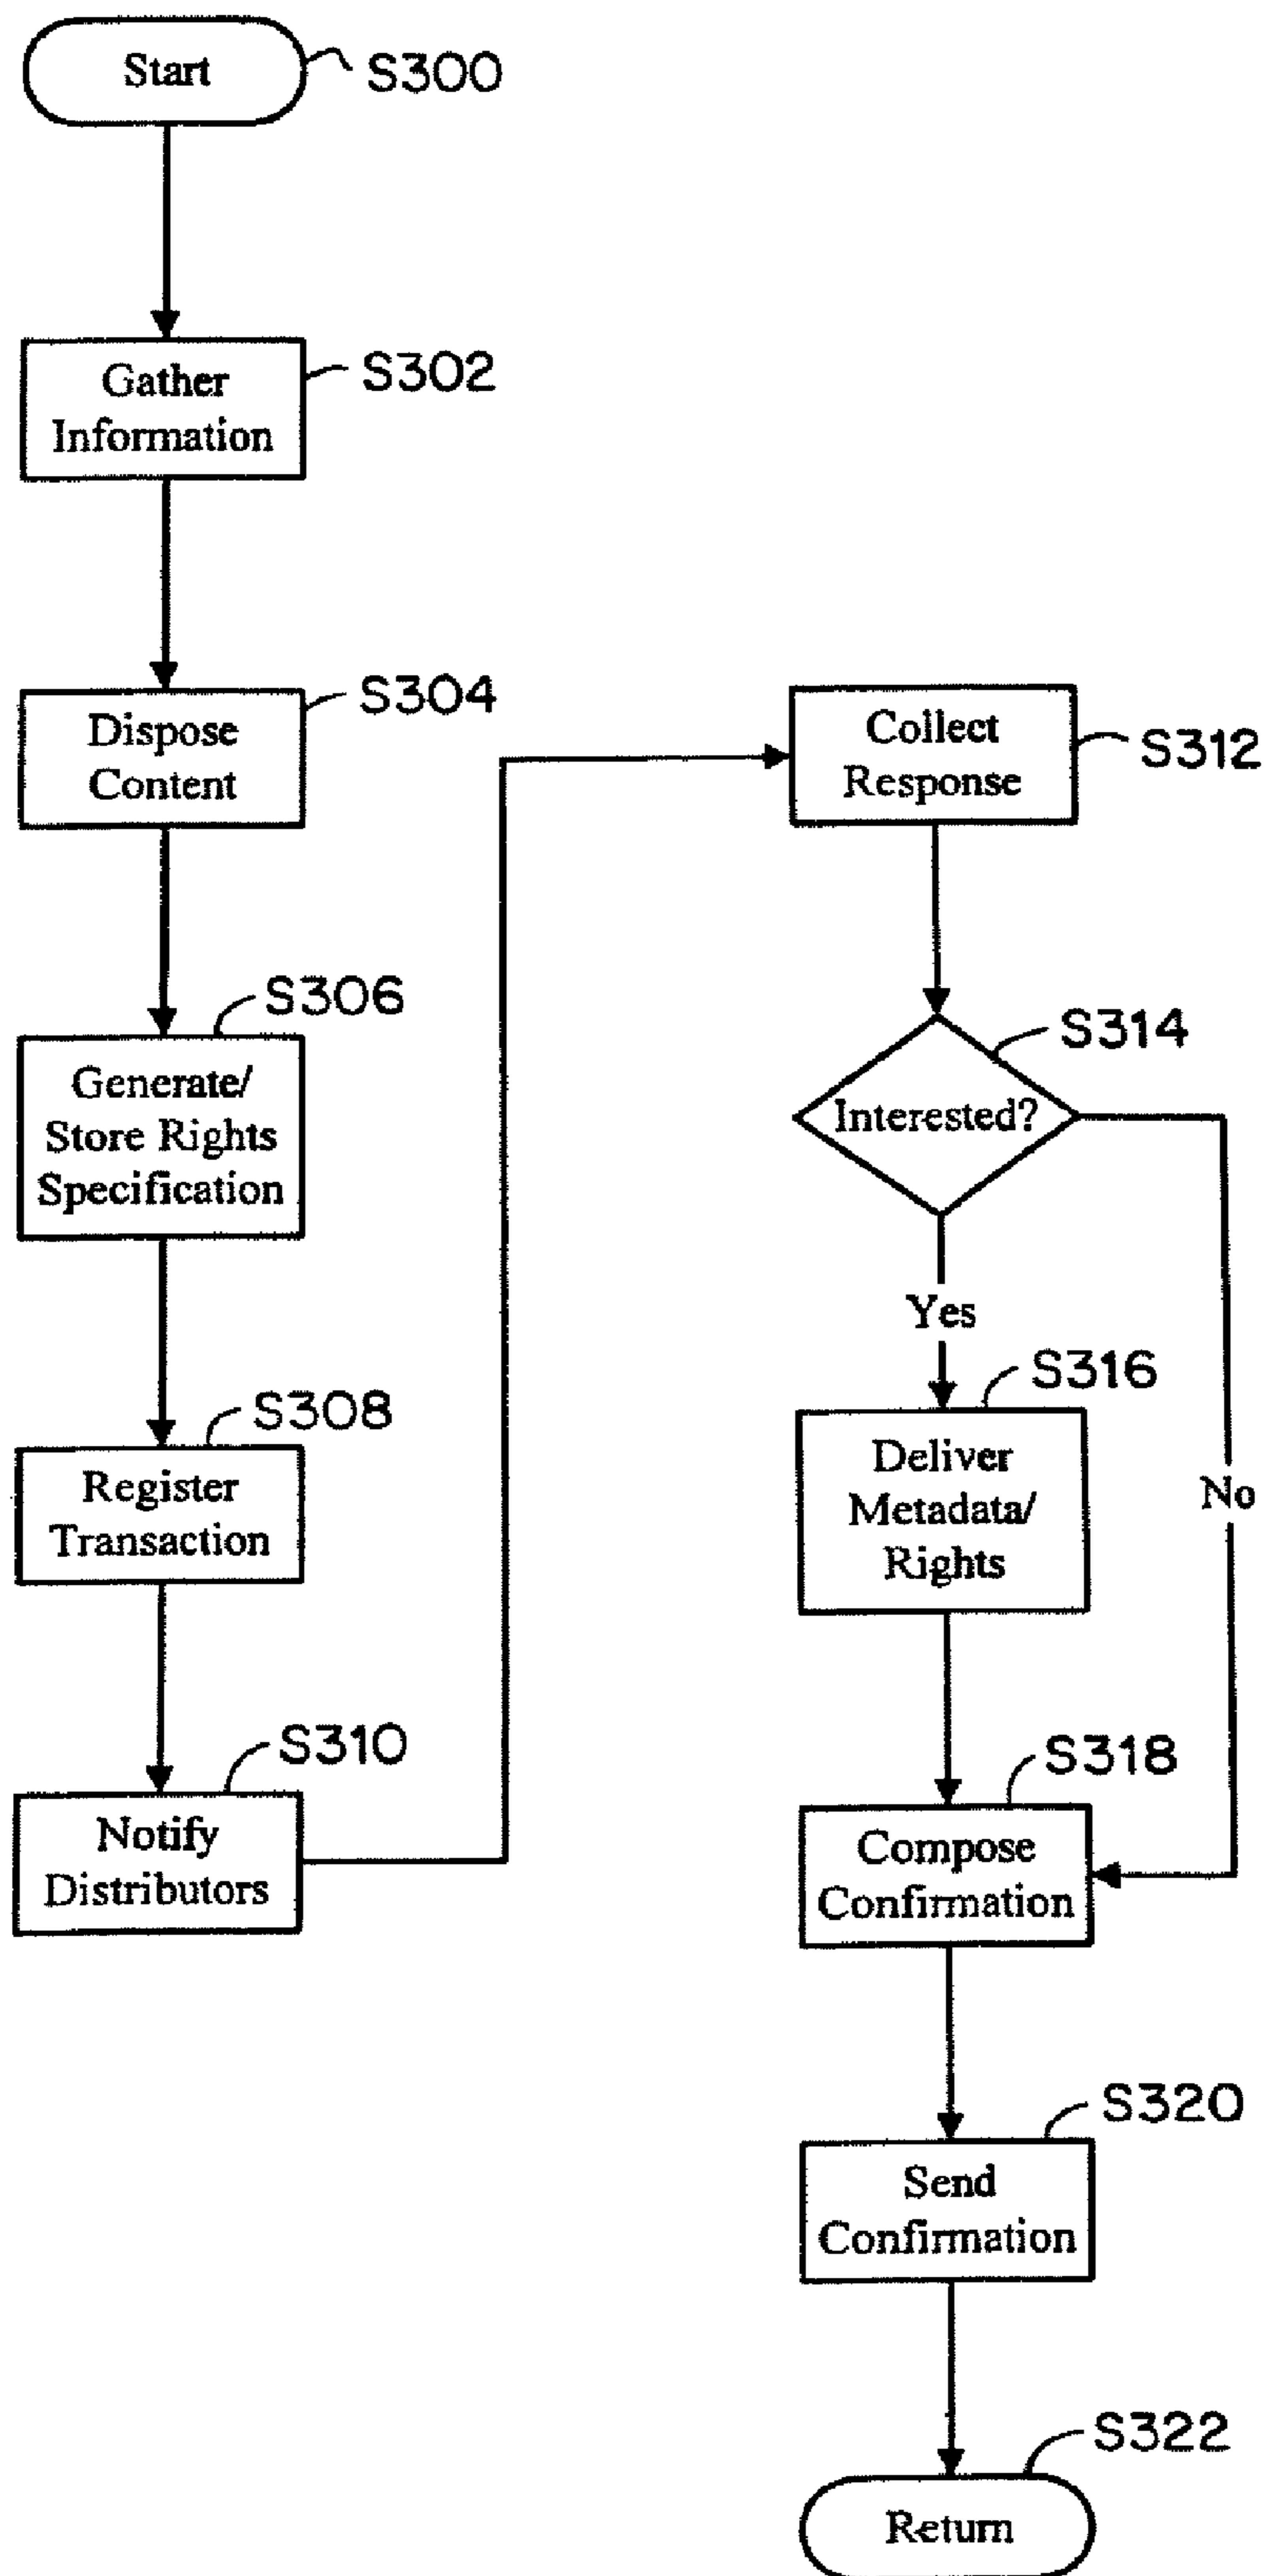 Start
S300
Gather
Information
S302
Dispose
Content
S304
Generate/
Store Rights
Specification
S306
Register
Transaction
S308
Notify
Distributors
S310
Collect
Response
S312
Interested?
S314
Yes
No
Deliver
Metadata/
Rights
S316
Compose
Confirmation
S318
Send
Confirmation
S320
Return
S322